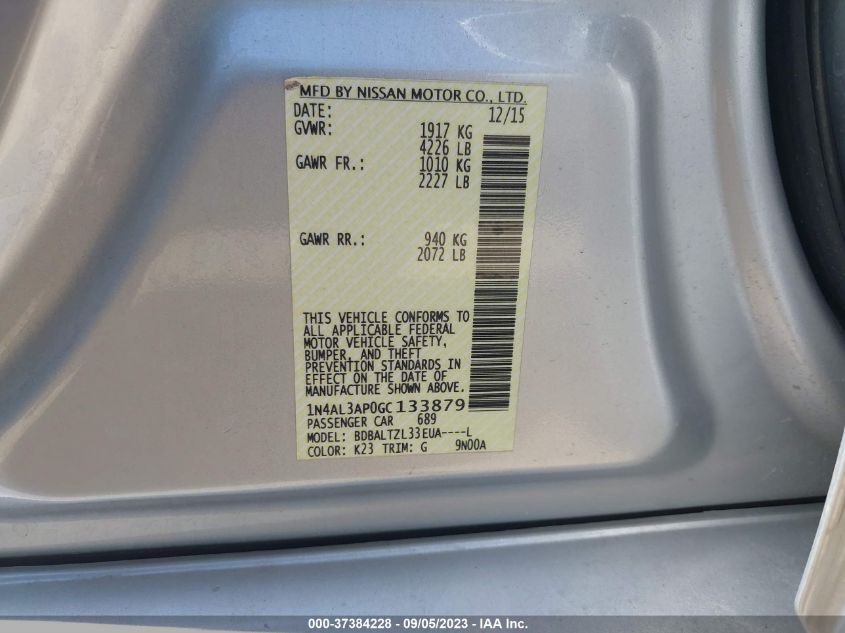 MFD BY NISSAN MOTOR CO., LTD.
DATE: 12/15
GVWR: 1917 KG
4226 LB
GAWR FR.: 1010 KG
2227 LB
GAWR RR.: 940 KG
2072 LB
THIS VEHICLE CONFORMS TO
ALL APPLICABLE FEDERAL
MOTOR VEHICLE SAFETY,
BUMPER, AND THEFT
PREVENTION STANDARDS IN
EFFECT ON THE DATE OF
MANUFACTURE SHOWN ABOVE.
1N4AL3AP0GC133879
PASSENGER CAR 689
MODEL: BDBALTZL33EUA----L
COLOR: K23 TRIM: G 9N00A
000-37384228 - 09/05/2023 - IAA Inc.